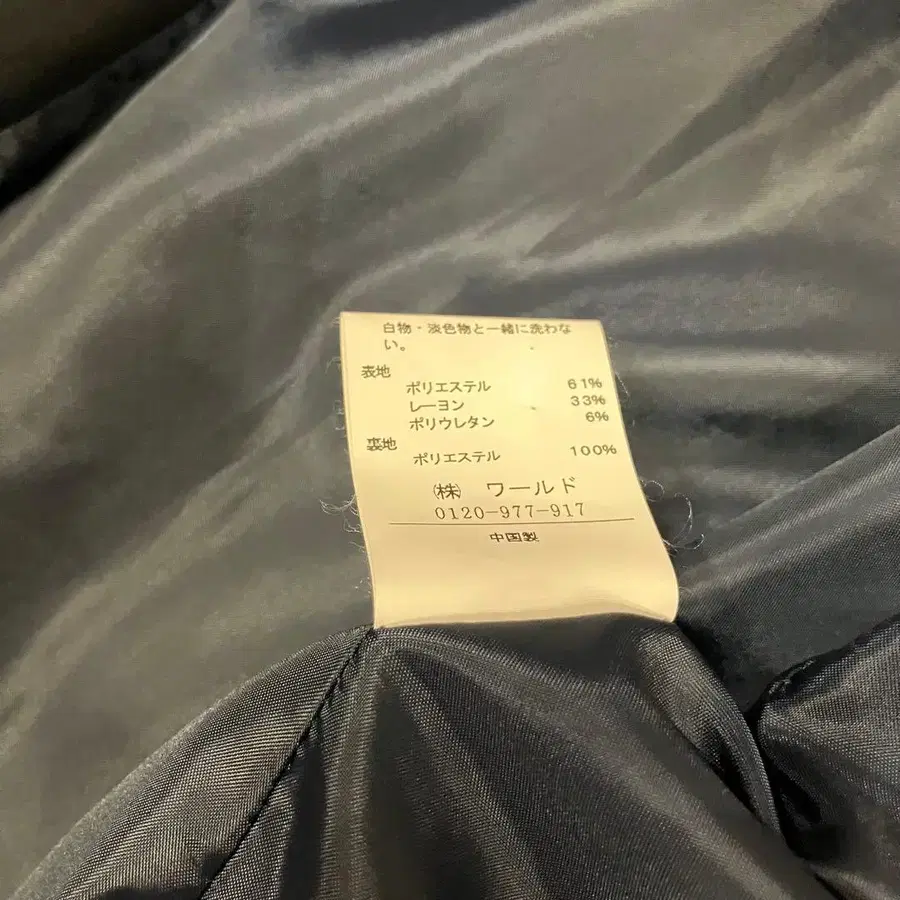 白物・淡色物と一緒に洗わな
い。
表地
ポリエステル 61%
レーヨン 33%
ポリウレタン 6%
裏地
ポリエステル 100%
㈱ ワールド
0120-977-917
中国製